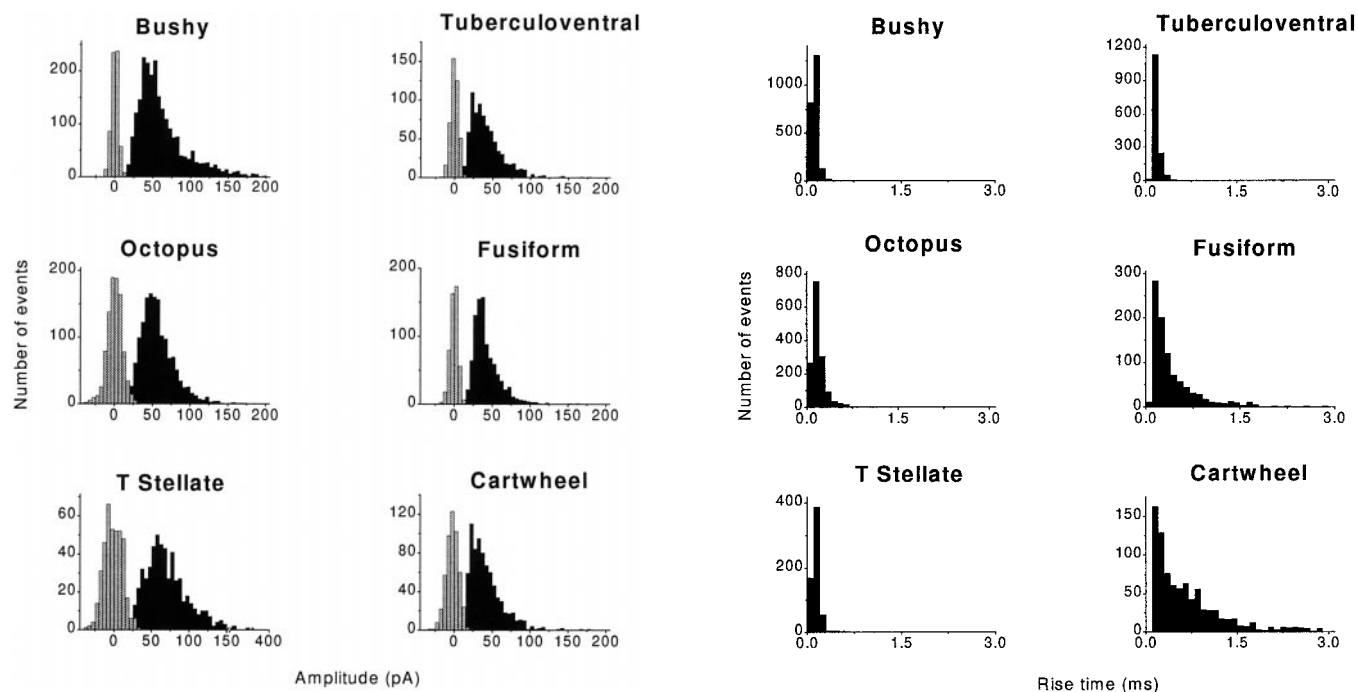 Bushy
200
100
0
0 50 100 150 200
Tuberculoventral
150
100
50
0
0 50 100 150 200
Octopus
200
100
0
0 50 100 150 200
Fusiform
200
100
0
0 50 100 150 200
T Stellate
60
40
20
0
0 50 100 150 400
Cartwheel
120
80
40
0
0 50 100 150 200
Number of events
Amplitude (pA)
Bushy
1000
500
0
0.0 1.5 3.0
Tuberculoventral
1200
900
600
300
0
0.0 1.5 3.0
Octopus
800
600
400
200
0
0.0 1.5 3.0
Fusiform
300
200
100
0
0.0 1.5 3.0
T Stellate
400
200
0
0.0 1.5 3.0
Cartwheel
150
100
50
0
0.0 1.5 3.0
Number of events
Rise time (ms)